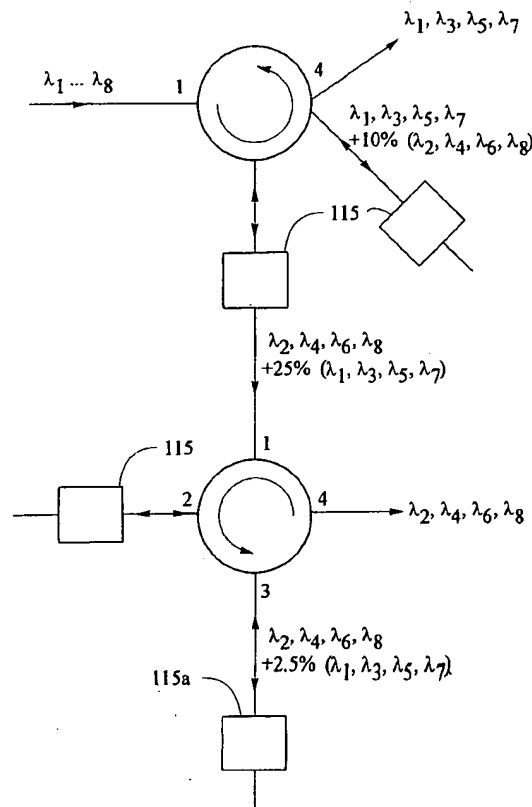 λ1, λ3, λ5, λ7
λ1 ... λ8
1
4
λ1, λ3, λ5, λ7
+10% (λ2, λ4, λ6, λ8)
115
λ2, λ4, λ6, λ8
+25% (λ1, λ3, λ5, λ7)
1
115
2
4
λ2, λ4, λ6, λ8
3
λ2, λ4, λ6, λ8
+2.5% (λ1, λ3, λ5, λ7)
115a